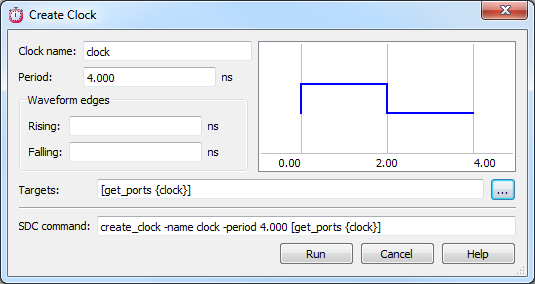 Create Clock
Clock name: clock
Period: 4.000 ns
Waveform edges
Rising: ns
Falling: ns
0.00 2.00 4.00
Targets: [get_ports {clock}] ...
SDC command: create_clock -name clock -period 4.000 [get_ports {clock}]
Run Cancel Help